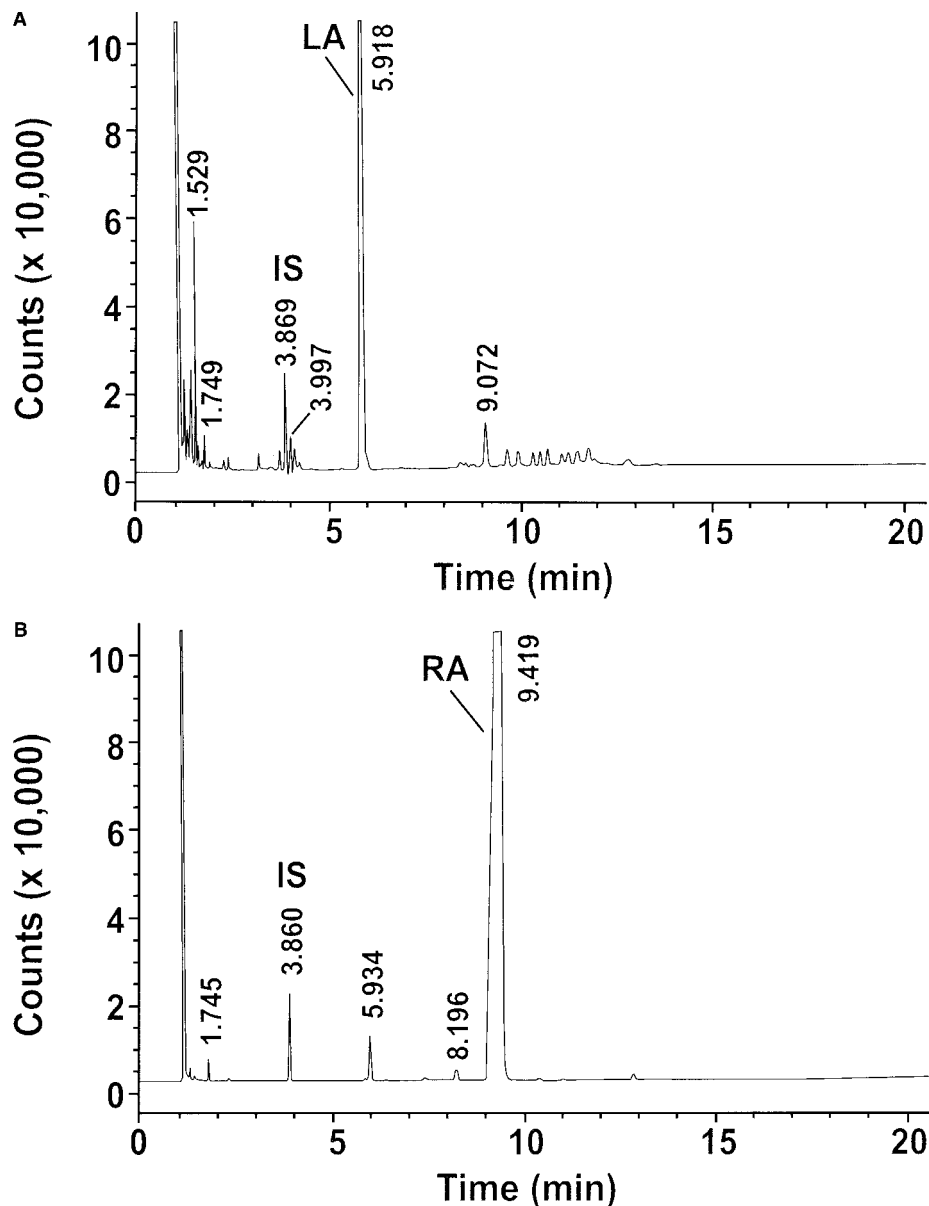 A
LA
5.918
1.529
1.749
IS
3.869
3.997
9.072
10
8
6
4
2
0
Counts (x 10,000)
0 5 10 15 20
Time (min)
B
RA
9.419
IS
3.860
1.745
5.934
8.196
10
8
6
4
2
0
Counts (x 10,000)
0 5 10 15 20
Time (min)